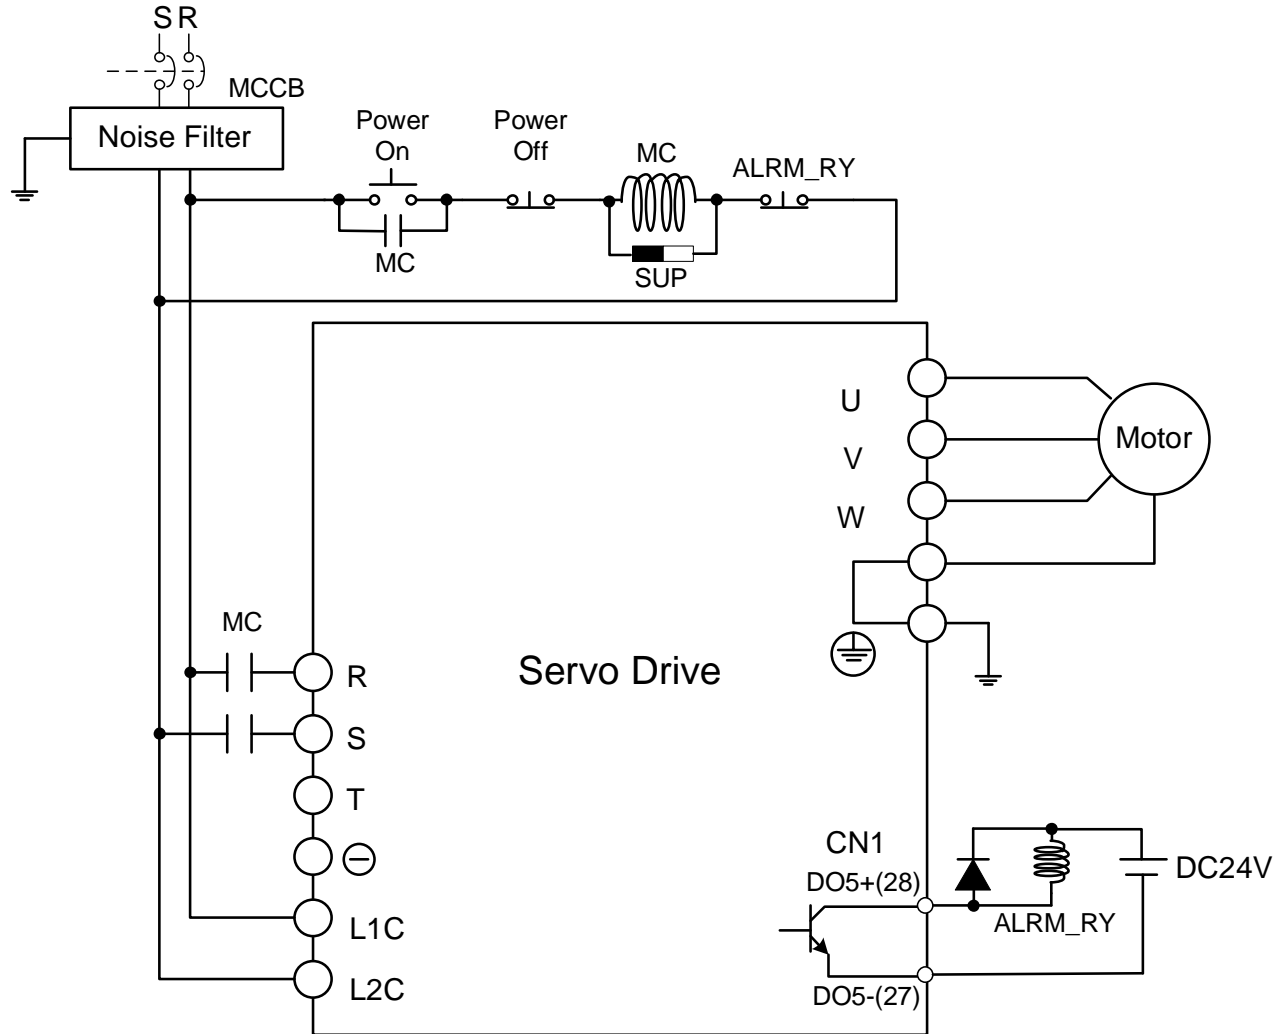 S R
MCCB
Noise Filter
Power
On
Power
Off
MC
ALRM_RY
MC
SUP
U
V
W
Motor
MC
Servo Drive
R
S
T
L1C
L2C
CN1
DO5+(28)
DO5-(27)
ALRM_RY
DC24V